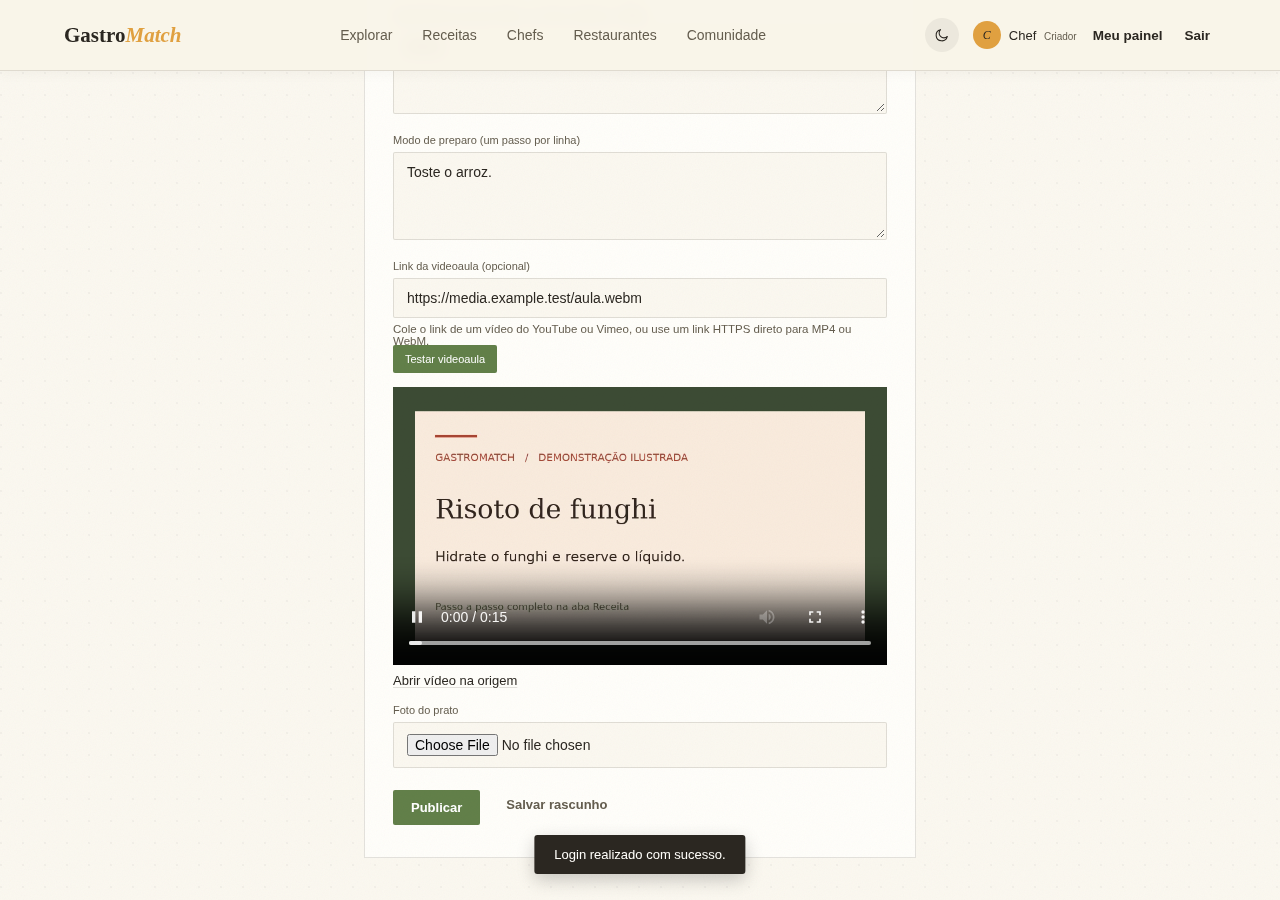 GastroMatch
Explorar
Receitas
Chefs
Restaurantes
Comunidade
C
Chef
Criador
Meu painel
Sair
Modo de preparo (um passo por linha)
Toste o arroz.
Link da videoaula (opcional)
https://media.example.test/aula.webm
Cole o link de um vídeo do YouTube ou Vimeo, ou use um link HTTPS direto para MP4 ou
WebM.
Testar videoaula
GASTROMATCH / DEMONSTRAÇÃO ILUSTRADA
Risoto de funghi
Hidrate o funghi e reserve o líquido.
Passo a passo completo na aba Receita
0:00 / 0:15
Abrir vídeo na origem
Foto do prato
Choose File No file chosen
Publicar
Salvar rascunho
Login realizado com sucesso.